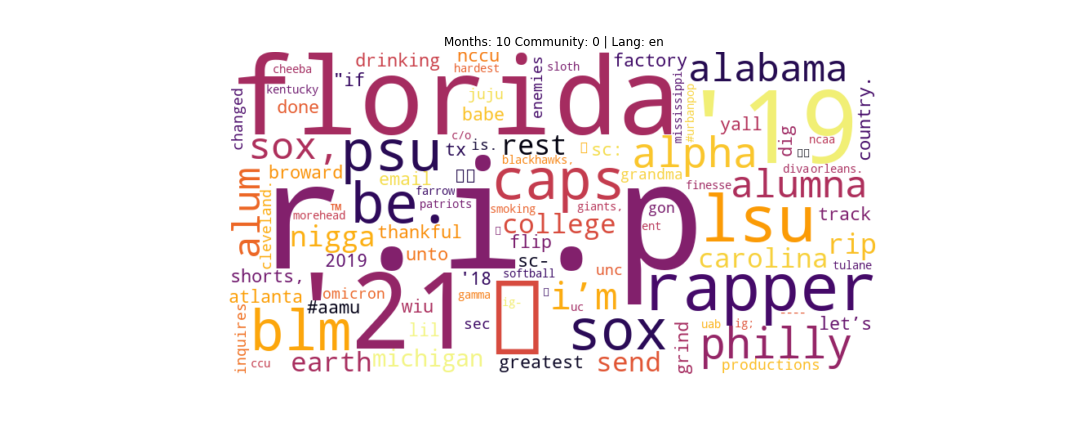 Months: 10 Community: 0 | Lang: en
florida
r.i.p
'19
'21
drinking
nccu
hardest
cheeba
kentucky
"if
done
changed
juju
babe
enemies
sloth
factory
alabama
mississippi
#urbanpop
yall
dig
ncaa
country.
sox,
psu
c/o
tx
is.
rest
sc:
alpha
blackhawks,
caps
grandma
diva
orleans.
finesse
alumna
broward
email
farrow
patriots
be.
alum
cleveland.
™
morehead
smoking
giants,
gon
ent
lsu
track
nigga
thankful
college
flip
2019
unto
sc-
carolina
rip
tulane
shorts,
'18
softball
unc
rapper
atlanta
omicron
#aamu
wiu
gamma
ig-
i’m
uc
blm
lil
sec
sox
uab
ig:
let’s
inquires
ccu
earth
michigan
greatest
send
grind
philly
productions